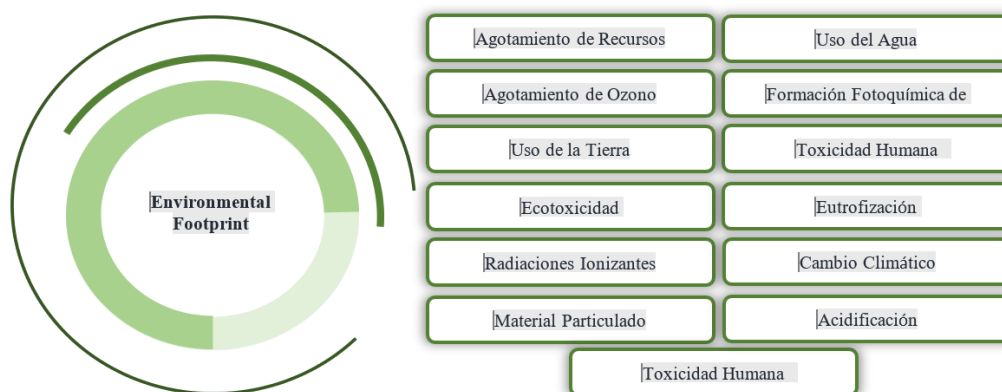 Environmental
Footprint
Agotamiento de Recursos
Uso del Agua
Agotamiento de Ozono
Formación Fotoquímica de
Uso de la Tierra
Toxicidad Humana
Ecotoxicidad
Eutrofización
Radiaciones Ionizantes
Cambio Climático
Material Particulado
Acidificación
Toxicidad Humana